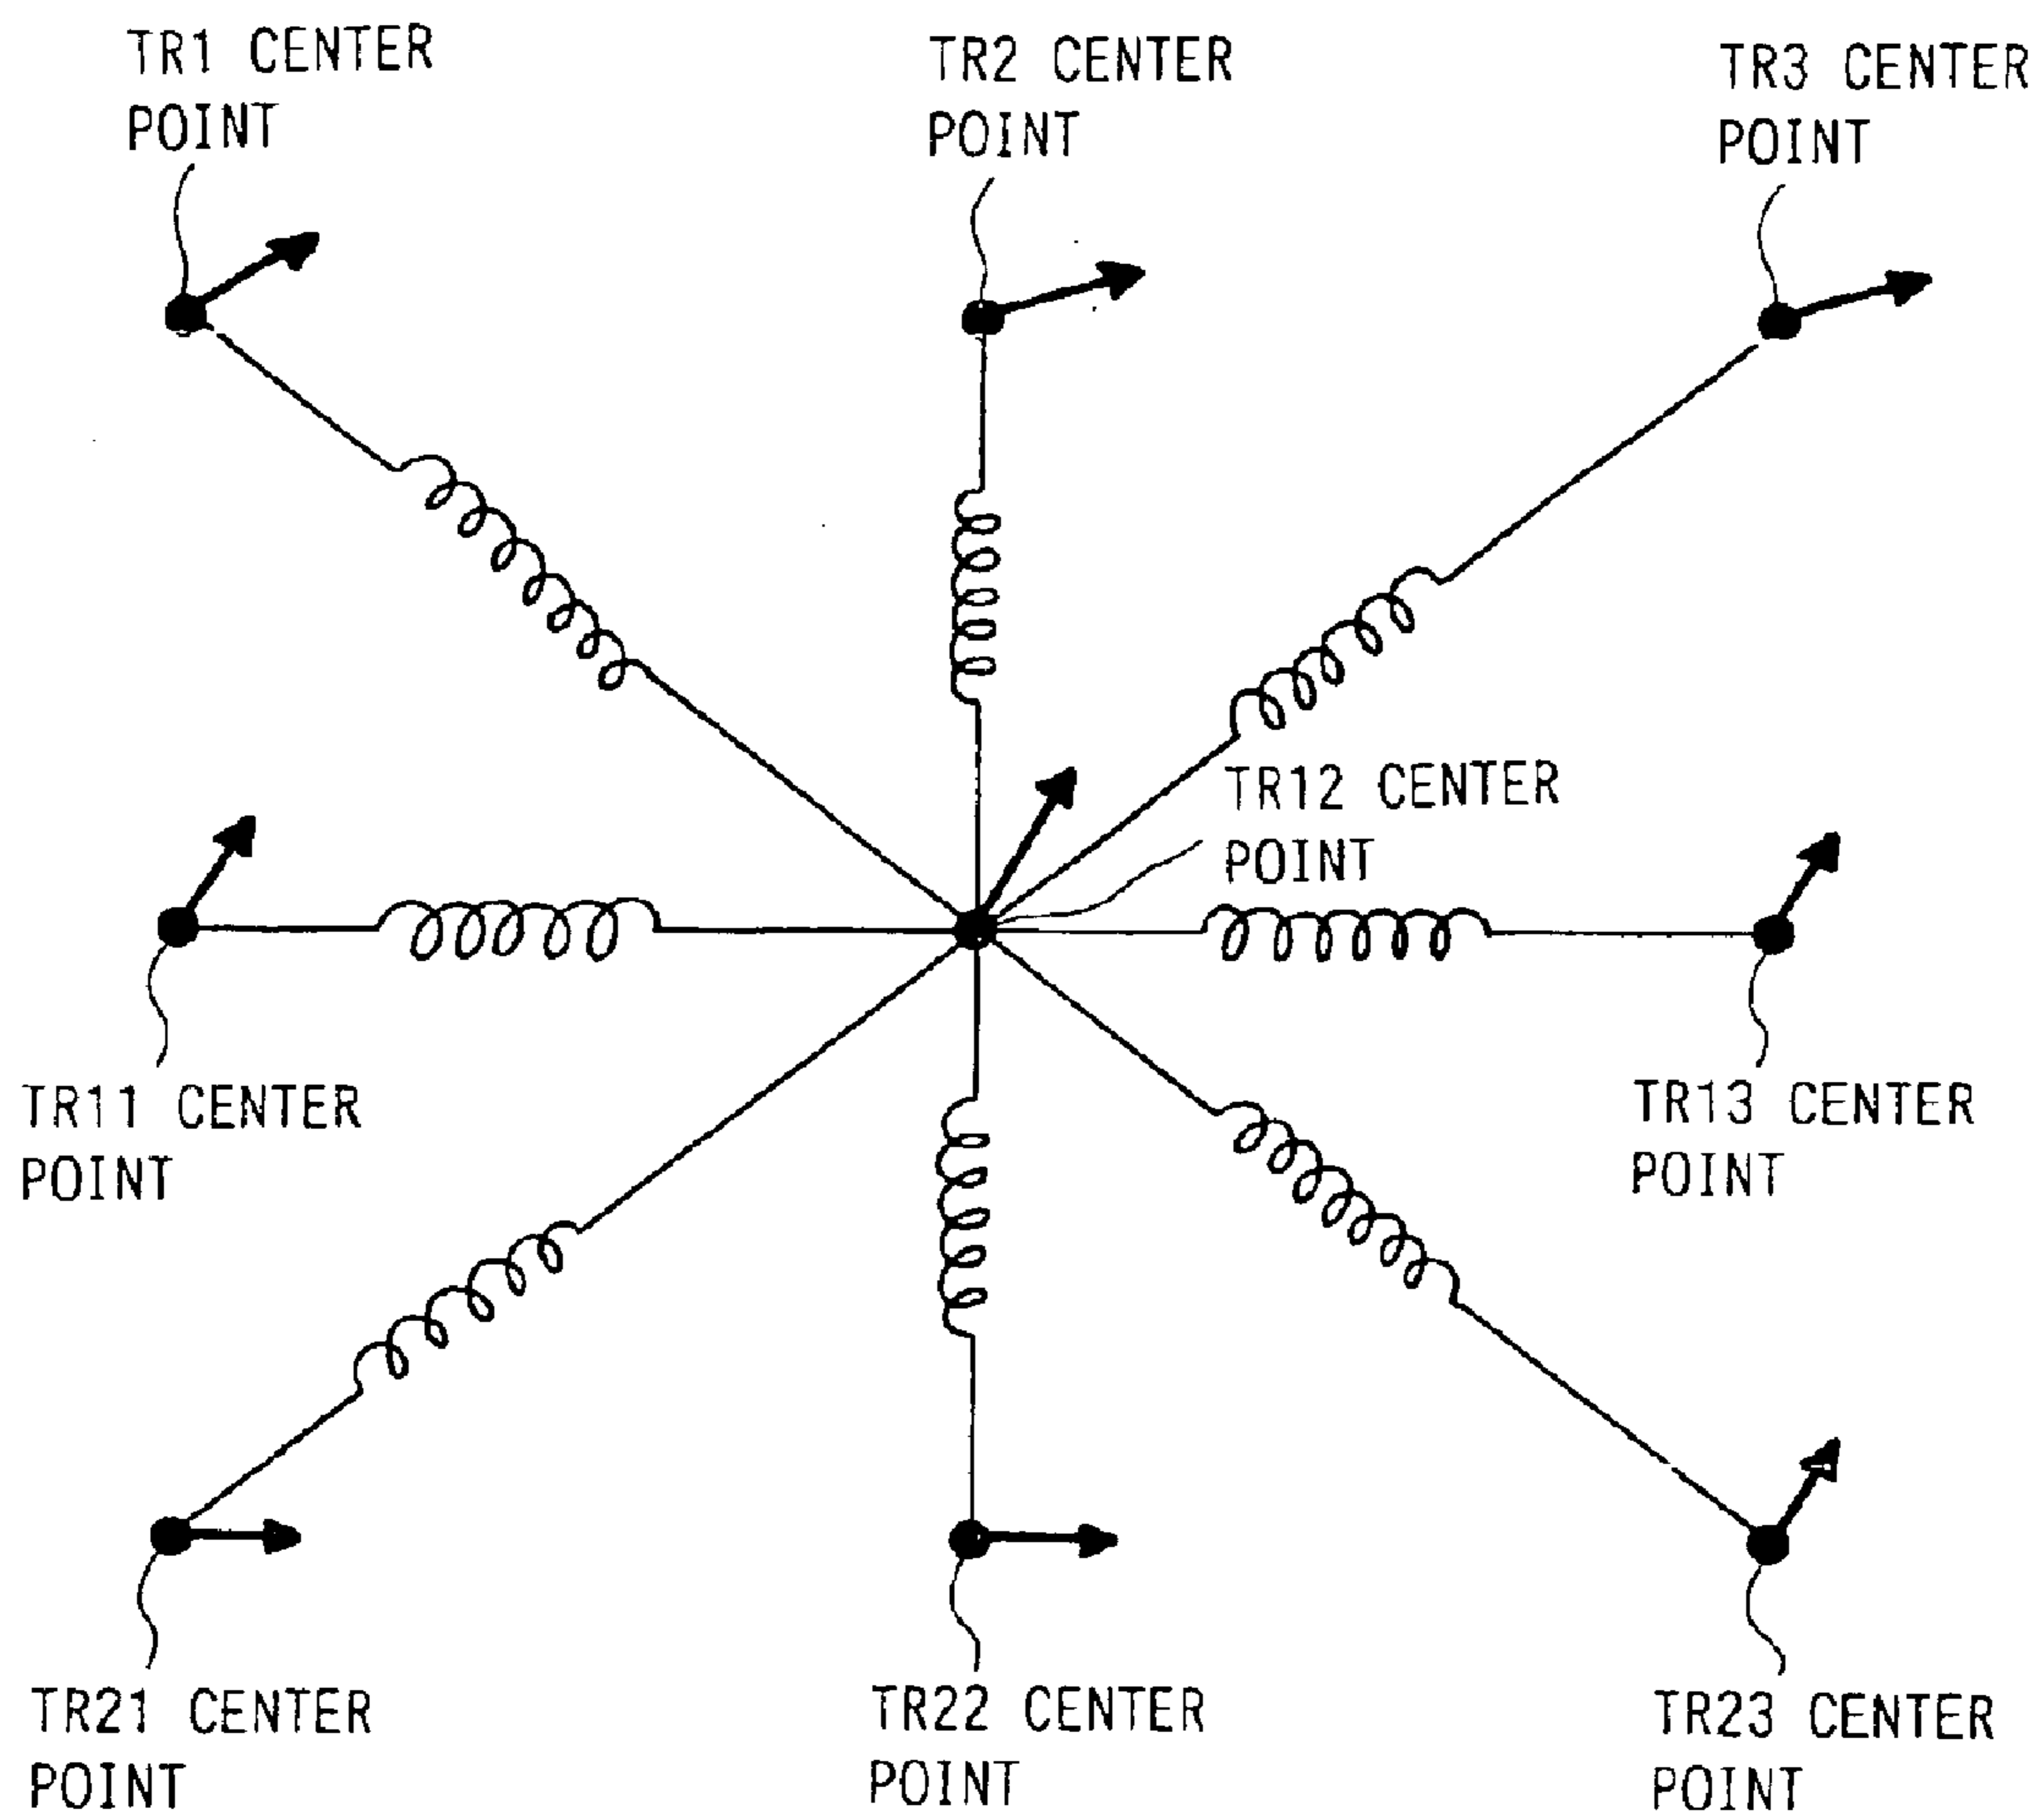 TR1 CENTER
POINT
TR2 CENTER
POINT
TR3 CENTER
POINT
TR12 CENTER
POINT
TR11 CENTER
POINT
TR13 CENTER
POINT
TR21 CENTER
POINT
TR22 CENTER
POINT
TR23 CENTER
POINT